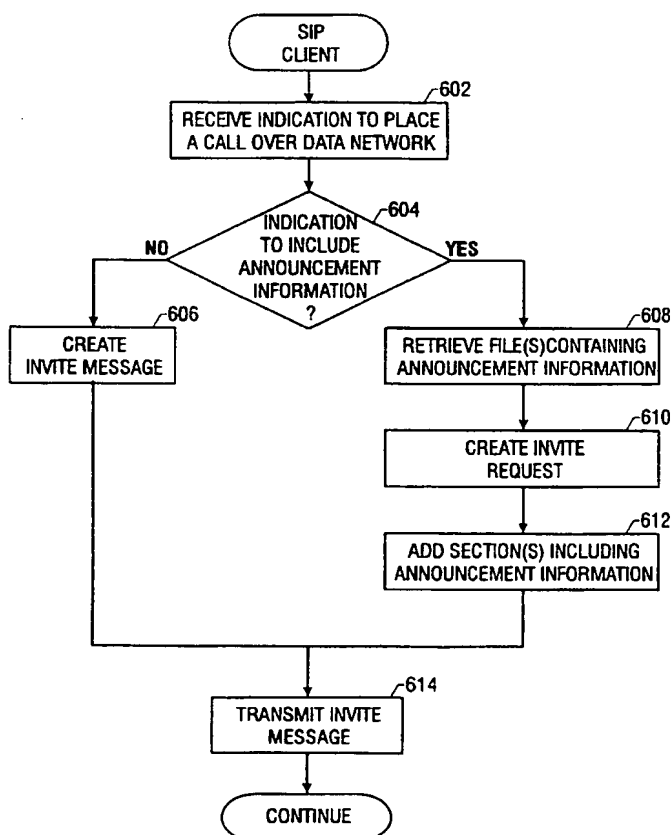 SIP
CLIENT
602
RECEIVE INDICATION TO PLACE
A CALL OVER DATA NETWORK
604
INDICATION
TO INCLUDE
ANNOUNCEMENT
INFORMATION
?
NO
YES
606
CREATE
INVITE MESSAGE
608
RETRIEVE FILE(S)CONTAINING
ANNOUNCEMENT INFORMATION
610
CREATE INVITE
REQUEST
612
ADD SECTION(S) INCLUDING
ANNOUNCEMENT INFORMATION
614
TRANSMIT INVITE
MESSAGE
CONTINUE